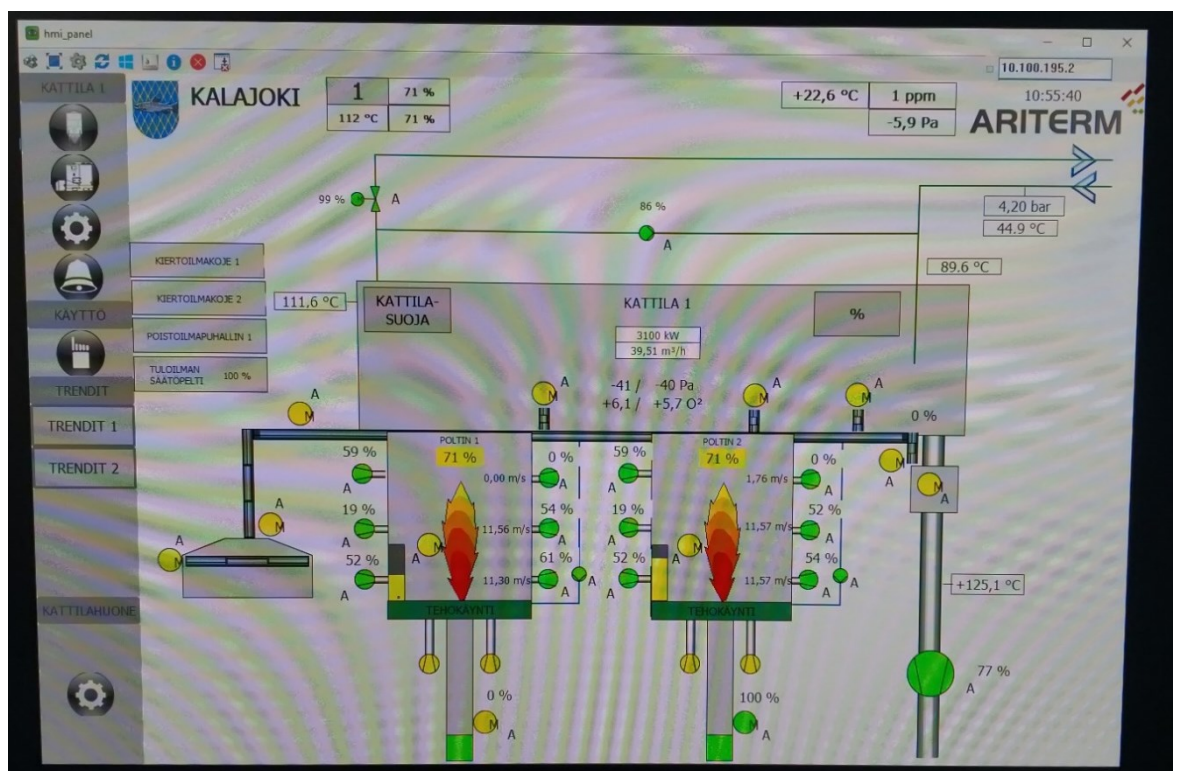 hmi_panel
10.100.195.2
KATTILA 1
KALAJOKI
1
71 %
112 °C
71 %
+22,6 °C
1 ppm
-5,9 Pa
10:55:40
ARITERM
99 %
A
86 %
A
4,20 bar
44.9 °C
89.6 °C
KIERTOILMAKOJE 1
KIERTOILMAKOJE 2
POISTOILMAPUHALLIN 1
TULOILMAN
SÄÄTÖPELTI 100 %
KÄYTTÖ
TRENDIT
TRENDIT 1
TRENDIT 2
KATTILAHUONE
111,6 °C
KATTILA-
SUOJA
KATTILA 1
%
3100 kW
39,51 m³/h
-41 / -40 Pa
+6,1 / +5,7 O²
A
M
A
M
A
M
A
M
0 %
POLTIN 1
71 %
59 %
A
0 %
0,00 m/s
A
19 %
A
54 %
11,56 m/s
A
52 %
A
61 %
11,30 m/s
A
M
A
A
TEHOKÄYNTI
POLTIN 2
71 %
59 %
A
0 %
1,76 m/s
A
19 %
A
52 %
11,57 m/s
A
52 %
A
54 %
11,57 m/s
A
M
A
A
TEHOKÄYNTI
M
A
M
A
A
M
A
M
+125,1 °C
77 %
A
0 %
M
A
100 %
M
A